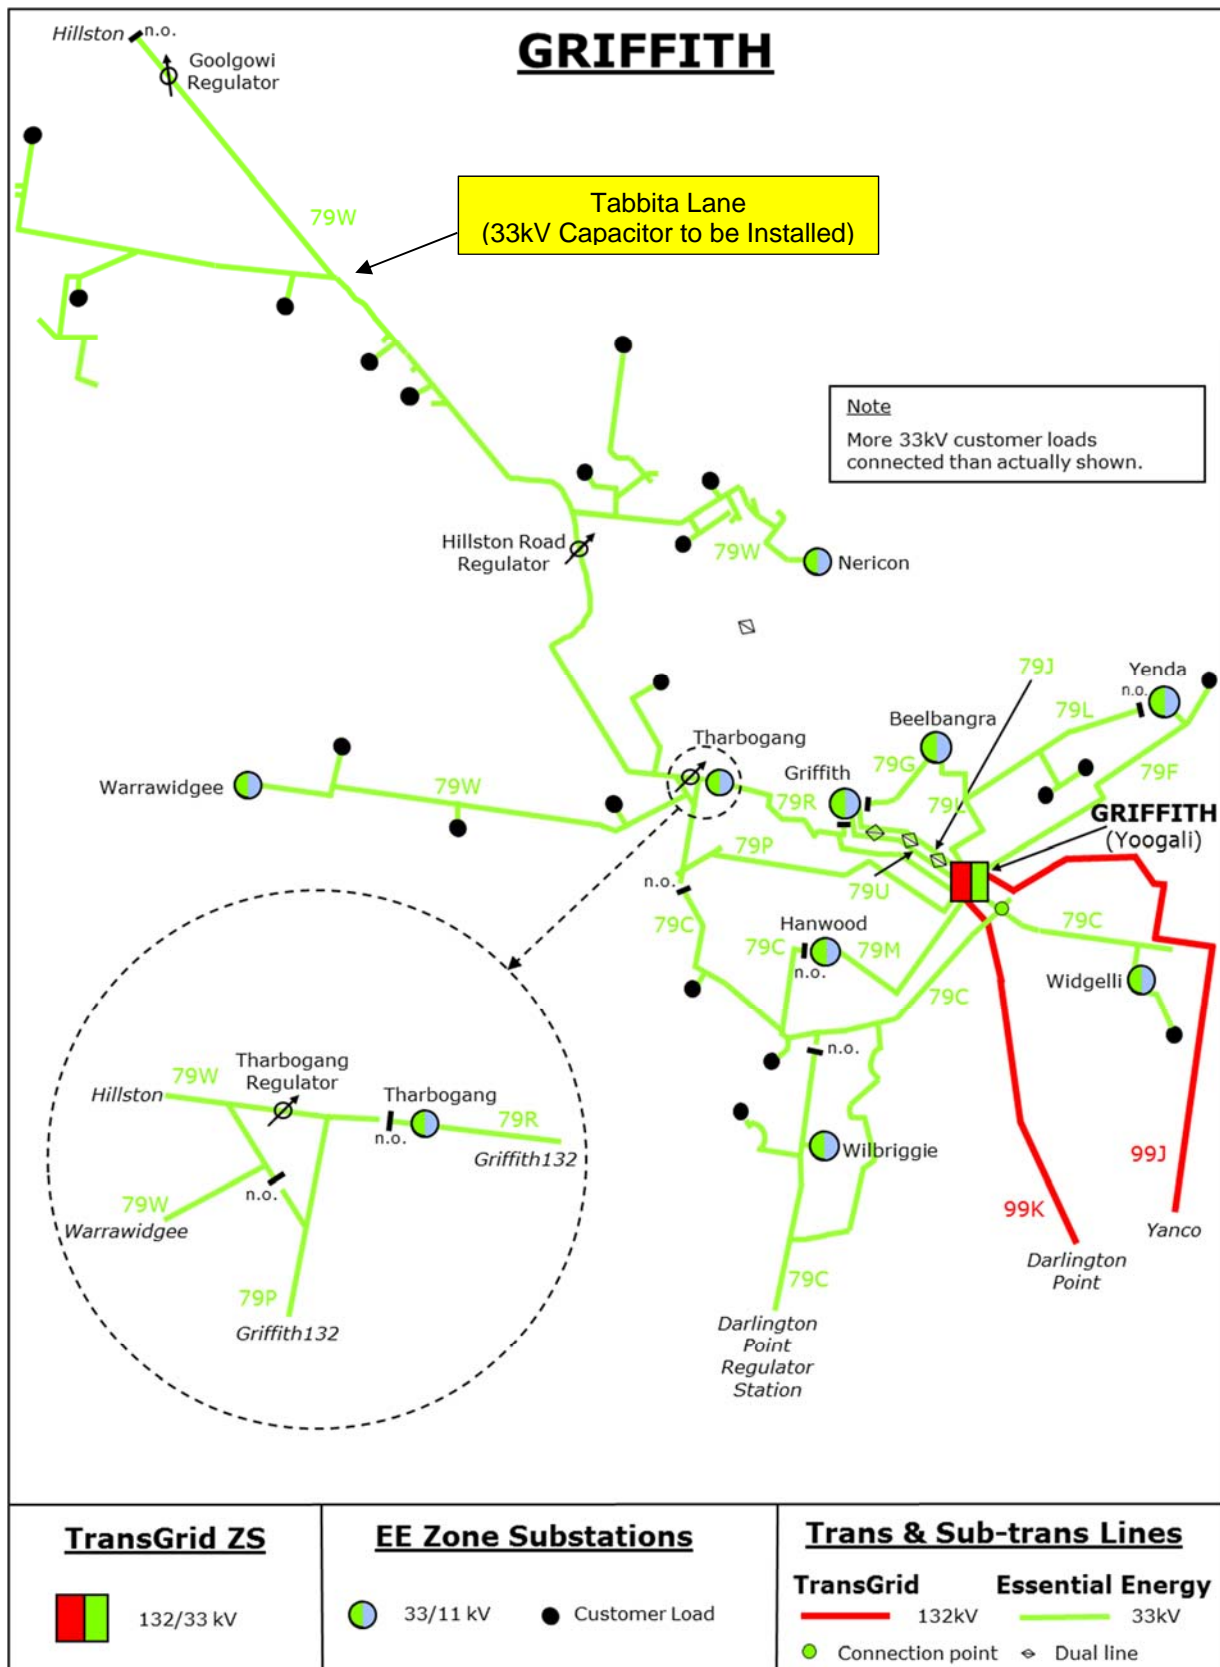 GRIFFITH
Hillston
n.o.
Goolgowi
Regulator
79W
Tabbita Lane
(33kV Capacitor to be Installed)
Note
More 33kV customer loads
connected than actually shown.
Hillston Road
Regulator
79W
Nericon
79J
Yenda
n.o.
79L
Beelbangra
Tharbogang
79G
79F
Griffith
Warrawidgee
79W
79R
79L
GRIFFITH
(Yoogali)
79P
79U
n.o.
79C
Hanwood
79C
79M
79C
n.o.
Widgelli
79C
n.o.
Tharbogang
Regulator
79W
Hillston
Tharbogang
79R
n.o.
Griffith132
Wilbriggie
99J
n.o.
79W
Warrawidgee
99K
Yanco
Darlington
Point
79C
79P
Griffith132
Darlington
Point
Regulator
Station
TransGrid ZS
132/33 kV
EE Zone Substations
33/11 kV
Customer Load
Trans & Sub-trans Lines
TransGrid
Essential Energy
132kV
33kV
Connection point
Dual line